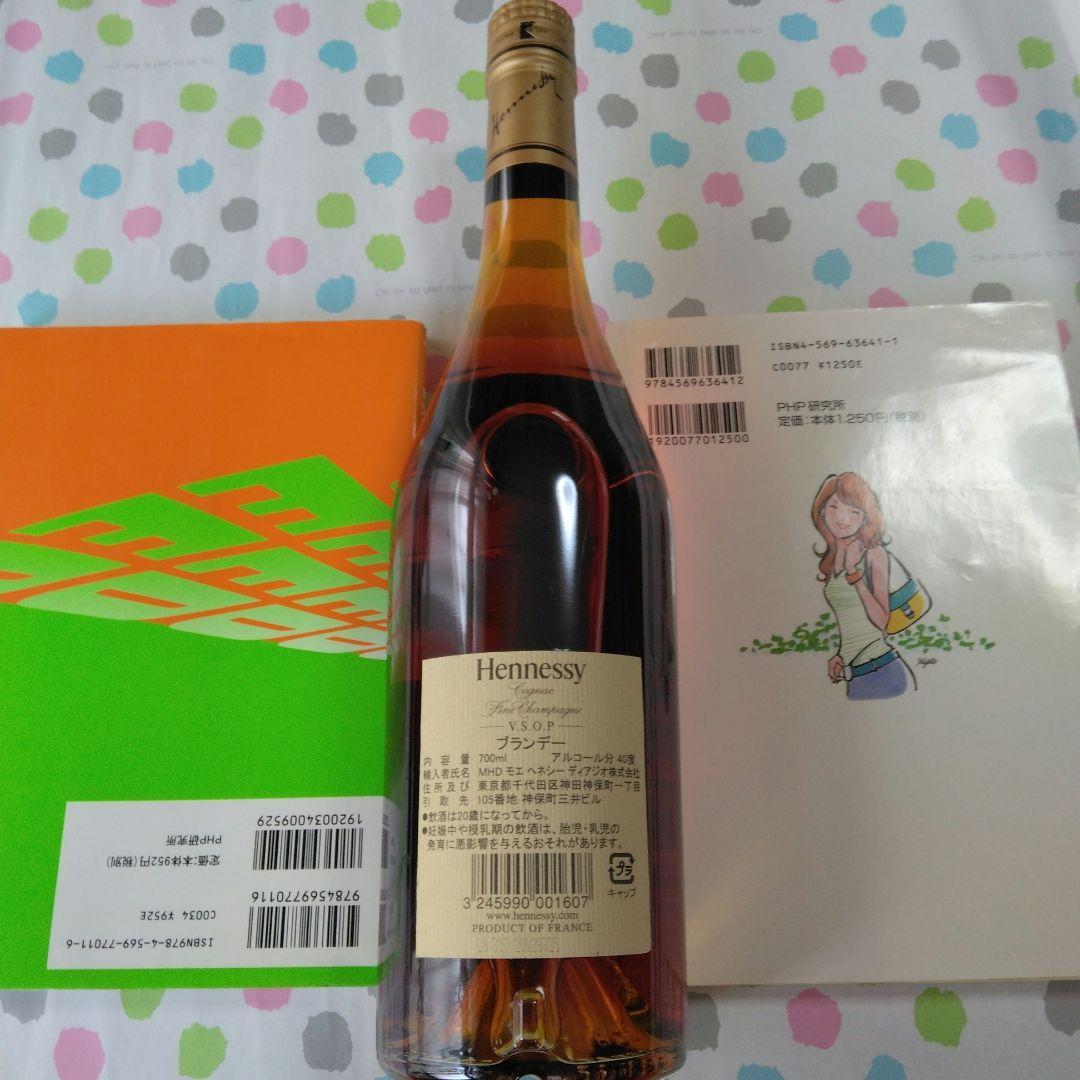 Hennessy
ISBN4-569-63641-1
C0077 ¥1250E
9784569636412
1920077012500
PHP研究所
定価:本体1,250円(税別)
Hennessy
Cognac
Fine Champagne
V.S.O.P
ブランデー
内容量 700ml アルコール分 40度
輸入者氏名 MHD モエ ヘネシー ディアジオ株式会社
住所及び 東京都千代田区神田神保町一丁目
引取先 105番地 神保町三井ビル
●飲酒は20歳になってから。
●妊娠中や授乳期の飲酒は、胎児・乳児の
発育に悪影響を与えるおそれがあります。
プラ
キャップ
3 245990 001607
www.hennessy.com
PRODUCT OF FRANCE
ISBN978-4-569-77011-6
C0034 ¥952E
9784569770116
定価:本体952円(税別)
PHP研究所
1920034009529